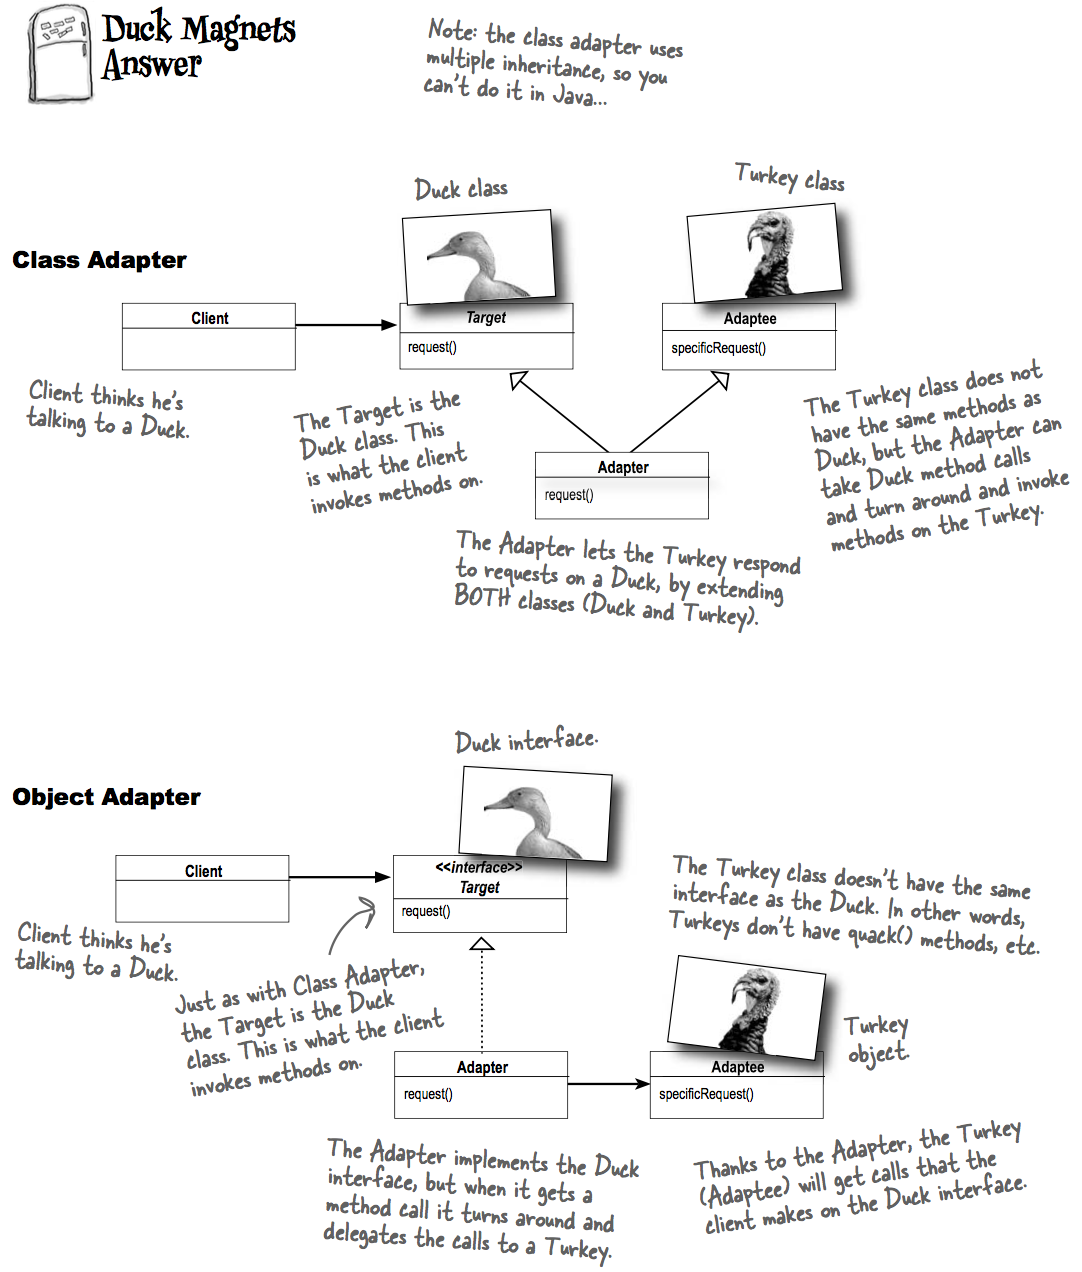 Duck Magnets
Answer
Note: the class adapter uses
multiple inheritance, so you
can't do it in Java...
Duck class
Turkey class
Class Adapter
Client
Target
request()
Adaptee
specificRequest()
Client thinks he's
talking to a Duck.
The Target is the
Duck class. This
is what the client
invokes methods on.
Adapter
request()
The Turkey class does not
have the same methods as
Duck, but the Adapter can
take Duck method calls
and turn around and invoke
methods on the Turkey.
The Adapter lets the Turkey respond
to requests on a Duck, by extending
BOTH classes (Duck and Turkey).
Duck interface.
Object Adapter
Client
<<interface>>
Target
request()
Client thinks he's
talking to a Duck.
Just as with Class Adapter,
the Target is the Duck
class. This is what the client
invokes methods on.
The Turkey class doesn't have the same
interface as the Duck. In other words,
Turkeys don't have quack() methods, etc.
Turkey
object.
Adapter
request()
Adaptee
specificRequest()
The Adapter implements the Duck
interface, but when it gets a
method call it turns around and
delegates the calls to a Turkey.
Thanks to the Adapter, the Turkey
(Adaptee) will get calls that the
client makes on the Duck interface.